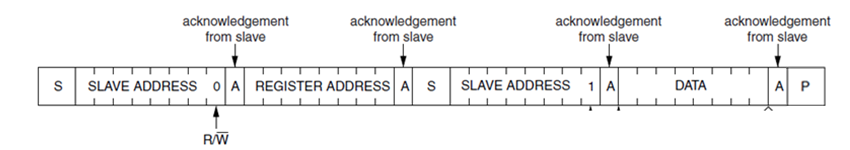 acknowledgement from slave
acknowledgement from slave
acknowledgement from slave
acknowledgement from slave
S SLAVE ADDRESS 0 A REGISTER ADDRESS A S SLAVE ADDRESS 1 A DATA A P
R/W̅